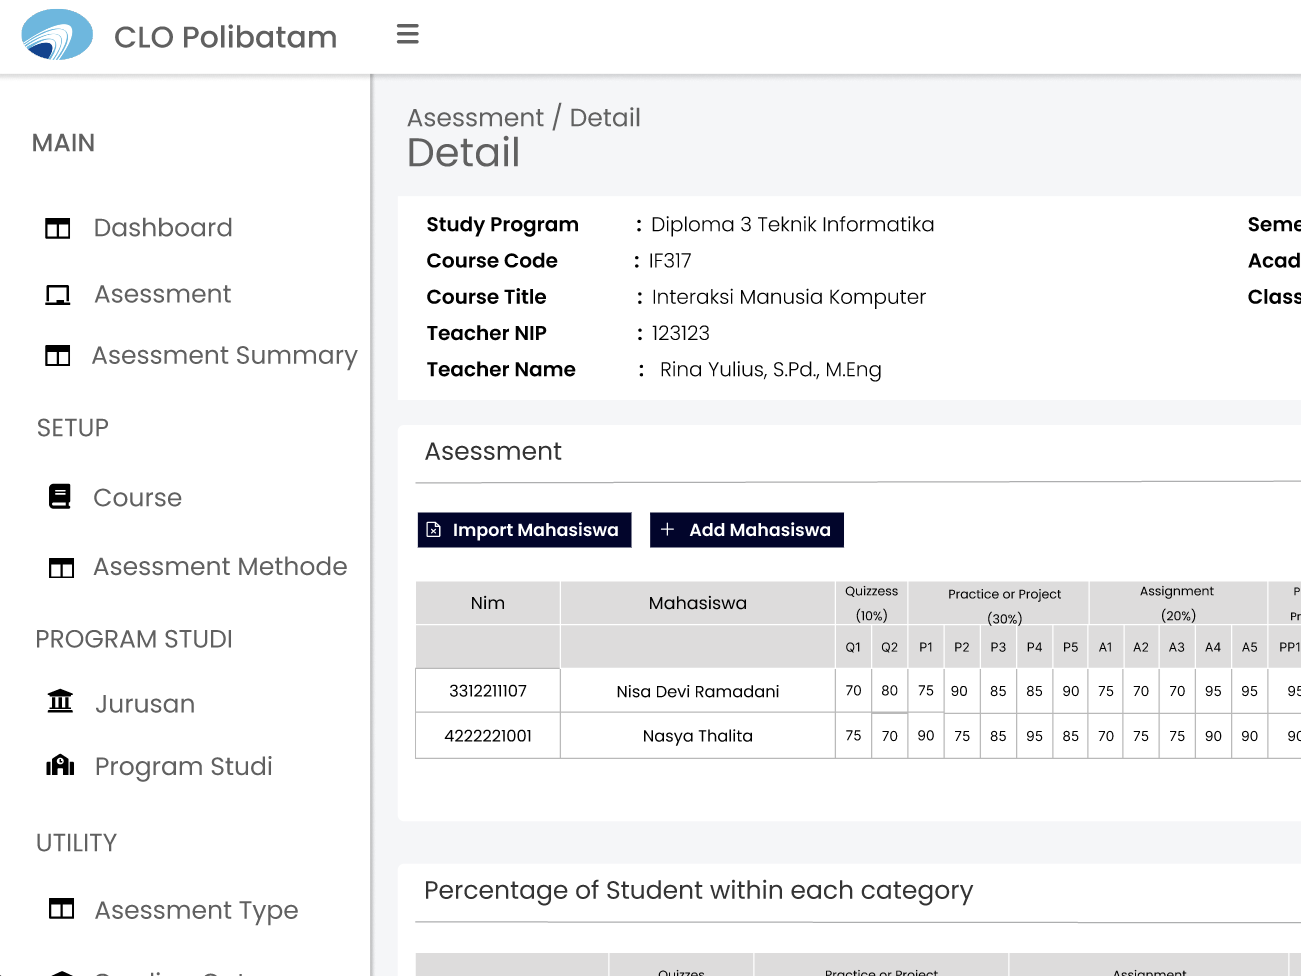 CLO Polibatam
MAIN
Dashboard
Asessment
Asessment Summary
SETUP
Course
Asessment Methode
PROGRAM STUDI
Jurusan
Program Studi
UTILITY
Asessment Type
Asessment / Detail
Detail
Study Program : Diploma 3 Teknik Informatika
Course Code : IF317
Course Title : Interaksi Manusia Komputer
Teacher NIP : 123123
Teacher Name : Rina Yulius, S.Pd., M.Eng
Class
Asessment
Import Mahasiswa
Add Mahasiswa
Nim Mahasiswa Quizzess (10%) Practice or Project (30%) Assignment (20%)
Q1 Q2 P1 P2 P3 P4 P5 A1 A2 A3 A4 A5 PP1
3312211107 Nisa Devi Ramadani 70 80 75 90 85 85 90 75 70 70 95 95 95
4222221001 Nasya Thalita 75 70 90 75 85 95 85 70 75 75 90 90 90
Percentage of Student within each category
Quizzes Practice or Project Assignment